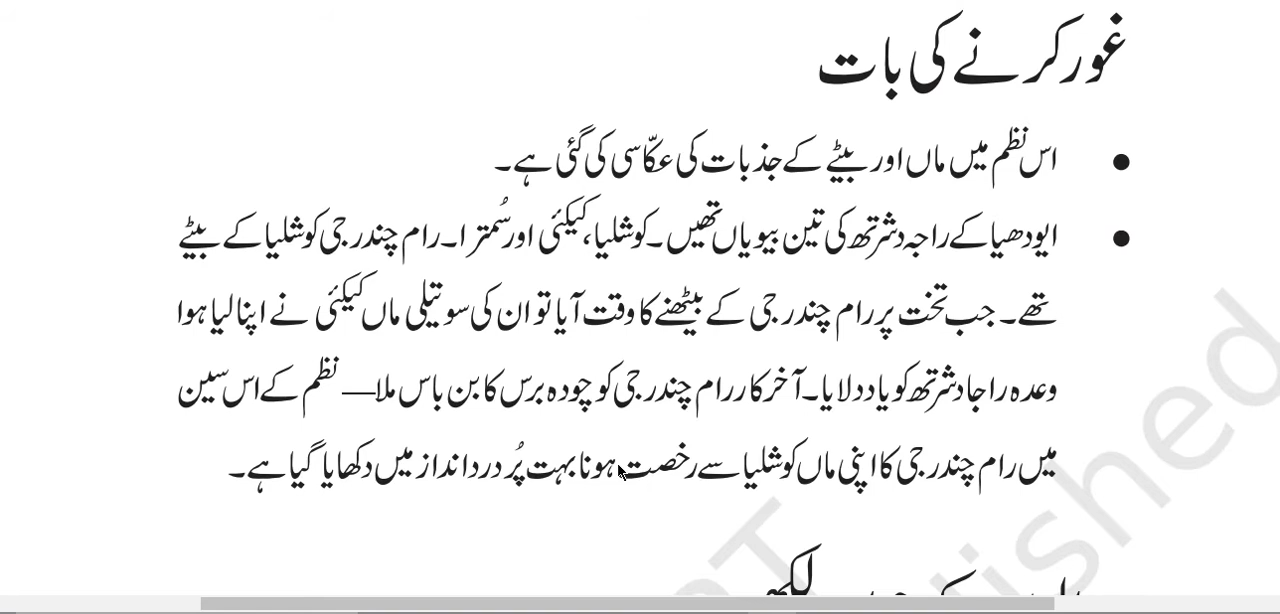 غور کرنے کی بات
● اس نظم میں ماں اور بیٹے کے جذبات کی عکّاسی کی گئی ہے۔
● ایودھیا کے راجہ دشرتھ کی تین بیویاں تھیں۔ کوشلیا، کیکئی اور سُمترا۔ رام چندر جی کوشلیا کے بیٹے
تھے۔ جب تخت پر رام چندر جی کے بیٹھنے کا وقت آیا تو ان کی سوتیلی ماں کیکئی نے اپنا لیا ہوا
وعدہ راجا دشرتھ کو یاد دلایا۔ آخر کار رام چندر جی کو چودہ برس کا بن باس ملا— نظم کے اس سین
میں رام چندر جی کا اپنی ماں کوشلیا سے رخصت ہونا بہت پُر درد انداز میں دکھایا گیا ہے۔